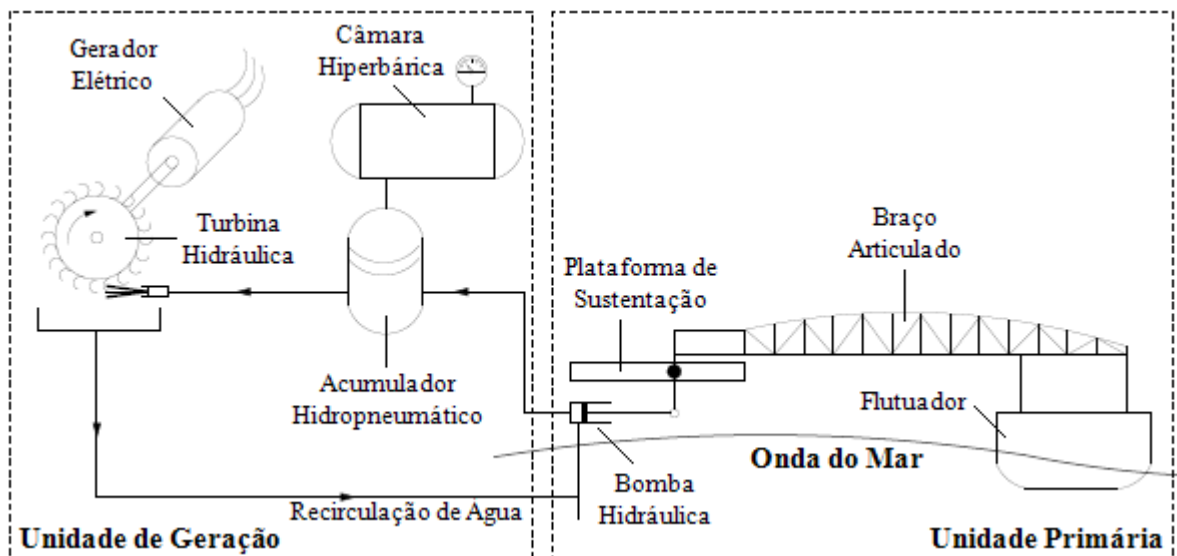 Gerador
Elétrico
Câmara
Hiperbárica
Turbina
Hidráulica
Acumulador
Hidropneumático
Recirculação de Água
Unidade de Geração
Braço
Articulado
Plataforma de
Sustentação
Flutuador
Onda do Mar
Bomba
Hidráulica
Unidade Primária